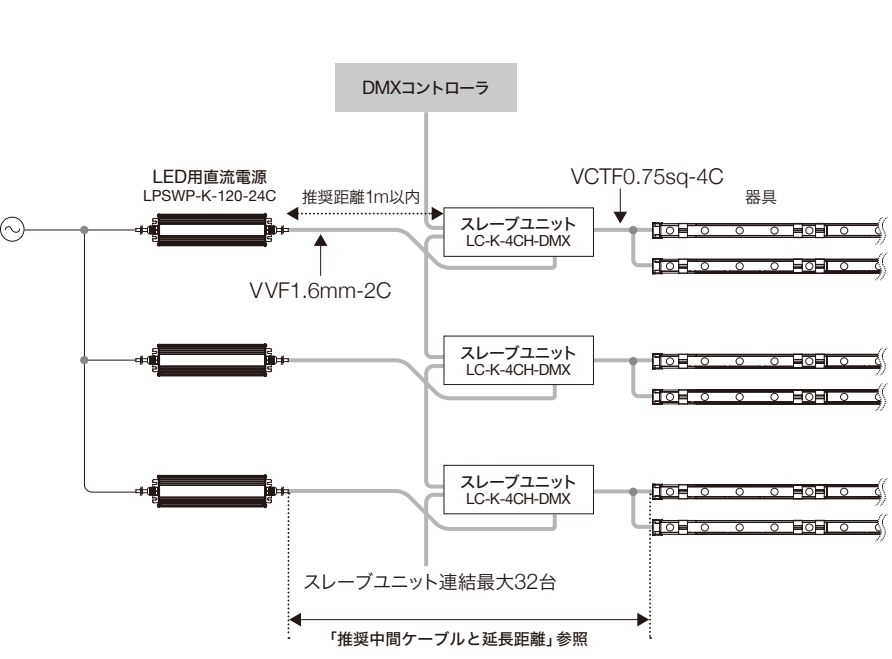 DMXコントローラ
LED用直流電源
LPSWP-K-120-24C
推奨距離1m以内
VCTF0.75sq-4C
器具
スレーブユニット
LC-K-4CH-DMX
VVF1.6mm-2C
スレーブユニット
LC-K-4CH-DMX
スレーブユニット
LC-K-4CH-DMX
スレーブユニット連結最大32台
「推奨中間ケーブルと延長距離」参照